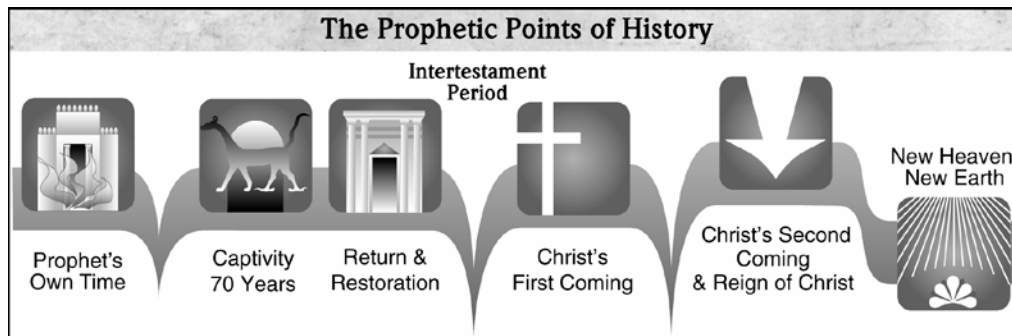 The Prophetic Points of History
Intertestament
Period
Prophet's
Own Time
Captivity
70 Years
Return &
Restoration
Christ's
First Coming
Christ's Second
Coming
& Reign of Christ
New Heaven
New Earth